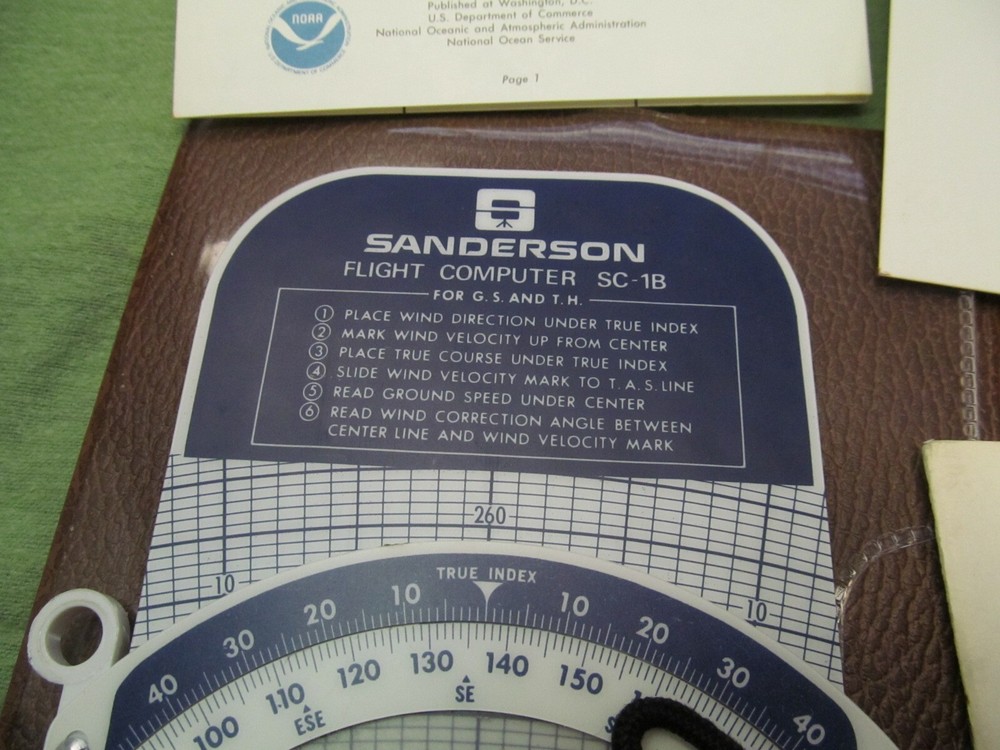 NOAA
Published at Washington, D.C.
U.S. Department of Commerce
National Oceanic and Atmospheric Administration
National Ocean Service
Page 1
SANDERSON
FLIGHT COMPUTER SC-1B
FOR G.S. AND T.H.
1 PLACE WIND DIRECTION UNDER TRUE INDEX
2 MARK WIND VELOCITY UP FROM CENTER
3 PLACE TRUE COURSE UNDER TRUE INDEX
4 SLIDE WIND VELOCITY MARK TO T.A.S. LINE
5 READ GROUND SPEED UNDER CENTER
6 READ WIND CORRECTION ANGLE BETWEEN
CENTER LINE AND WIND VELOCITY MARK
260
10 10
TRUE INDEX
40 30 20 10 10 20 30 40
100 110 120 130 140 150
ESE SE